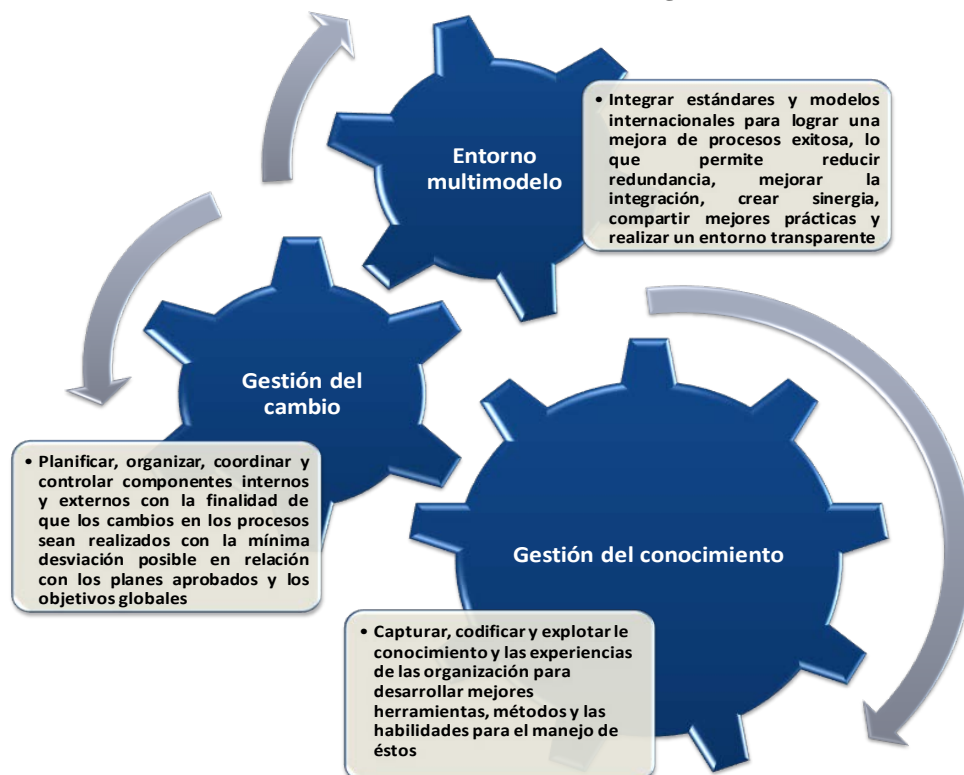 Entorno
multimodelo
• Integrar estándares y modelos
internacionales para lograr una
mejora de procesos exitosa, lo
que permite reducir
redundancia, mejorar la
integración, crear sinergia,
compartir mejores prácticas y
realizar un entorno transparente
Gestión del
cambio
• Planificar, organizar, coordinar y
controlar componentes internos
y externos con la finalidad de
que los cambios en los procesos
sean realizados con la mínima
desviación posible en relación
con los planes aprobados y los
objetivos globales
Gestión del conocimiento
• Capturar, codificar y explotar le
conocimiento y las experiencias
de las organización para
desarrollar mejores
herramientas, métodos y las
habilidades para el manejo de
éstos